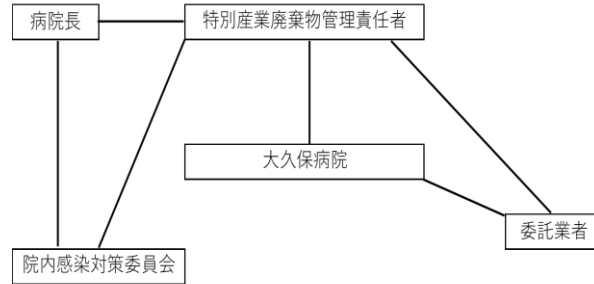 病院長
特別産業廃棄物管理責任者
大久保病院
委託業者
院内感染対策委員会